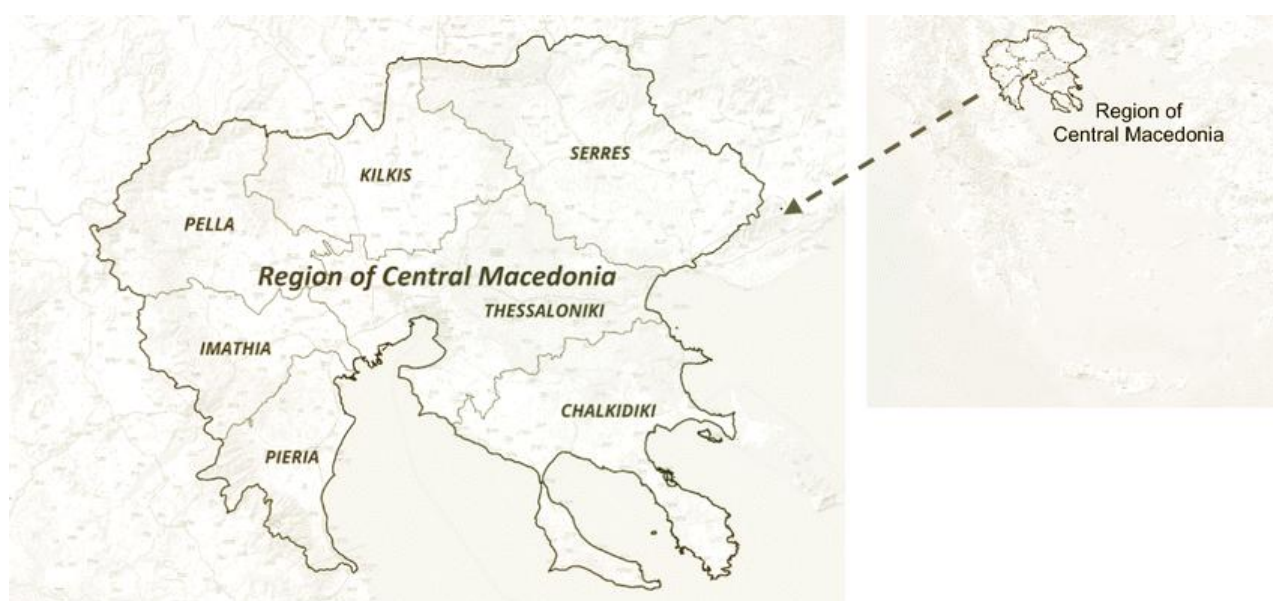 SERRES
KILKIS
PELLA
Region of Central Macedonia
THESSALONIKI
IMATHIA
CHALKIDIKI
PIERIA
Region of
Central Macedonia